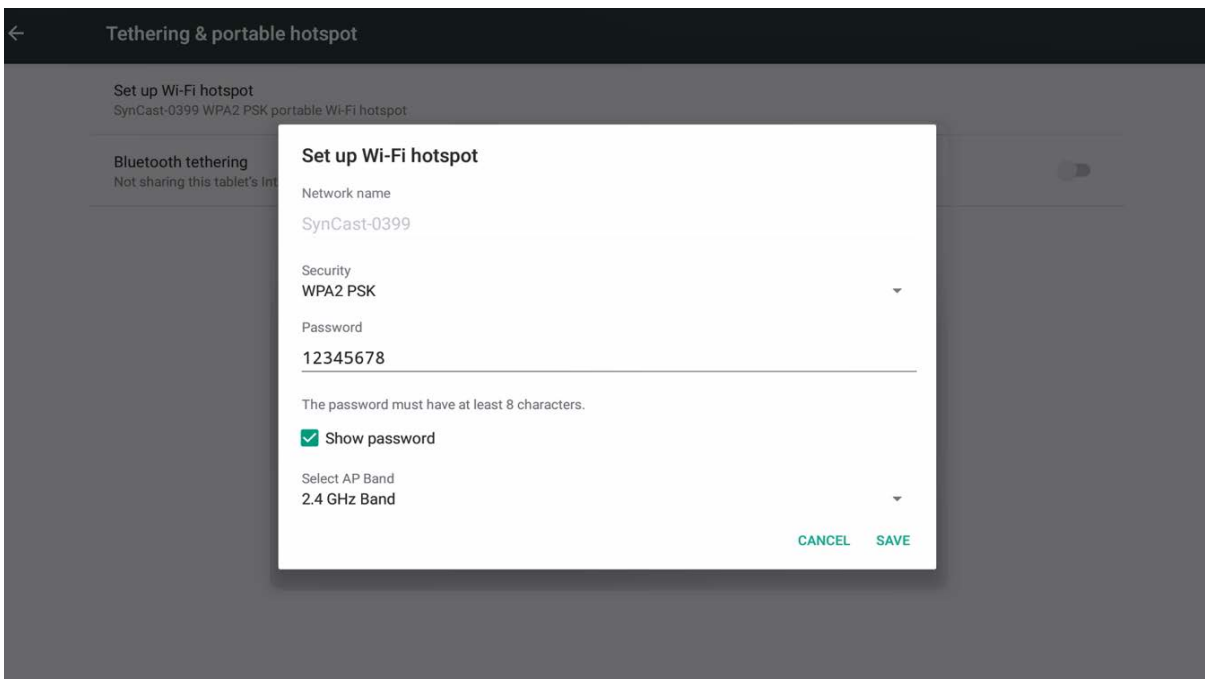 Tethering & portable hotspot
Set up Wi-Fi hotspot
SynCast-0399 WPA2 PSK portable Wi-Fi hotspot
Bluetooth tethering
Not sharing this tablet's Int
Set up Wi-Fi hotspot
Network name
SynCast-0399
Security
WPA2 PSK
Password
12345678
The password must have at least 8 characters.
Show password
Select AP Band
2.4 GHz Band
CANCEL SAVE